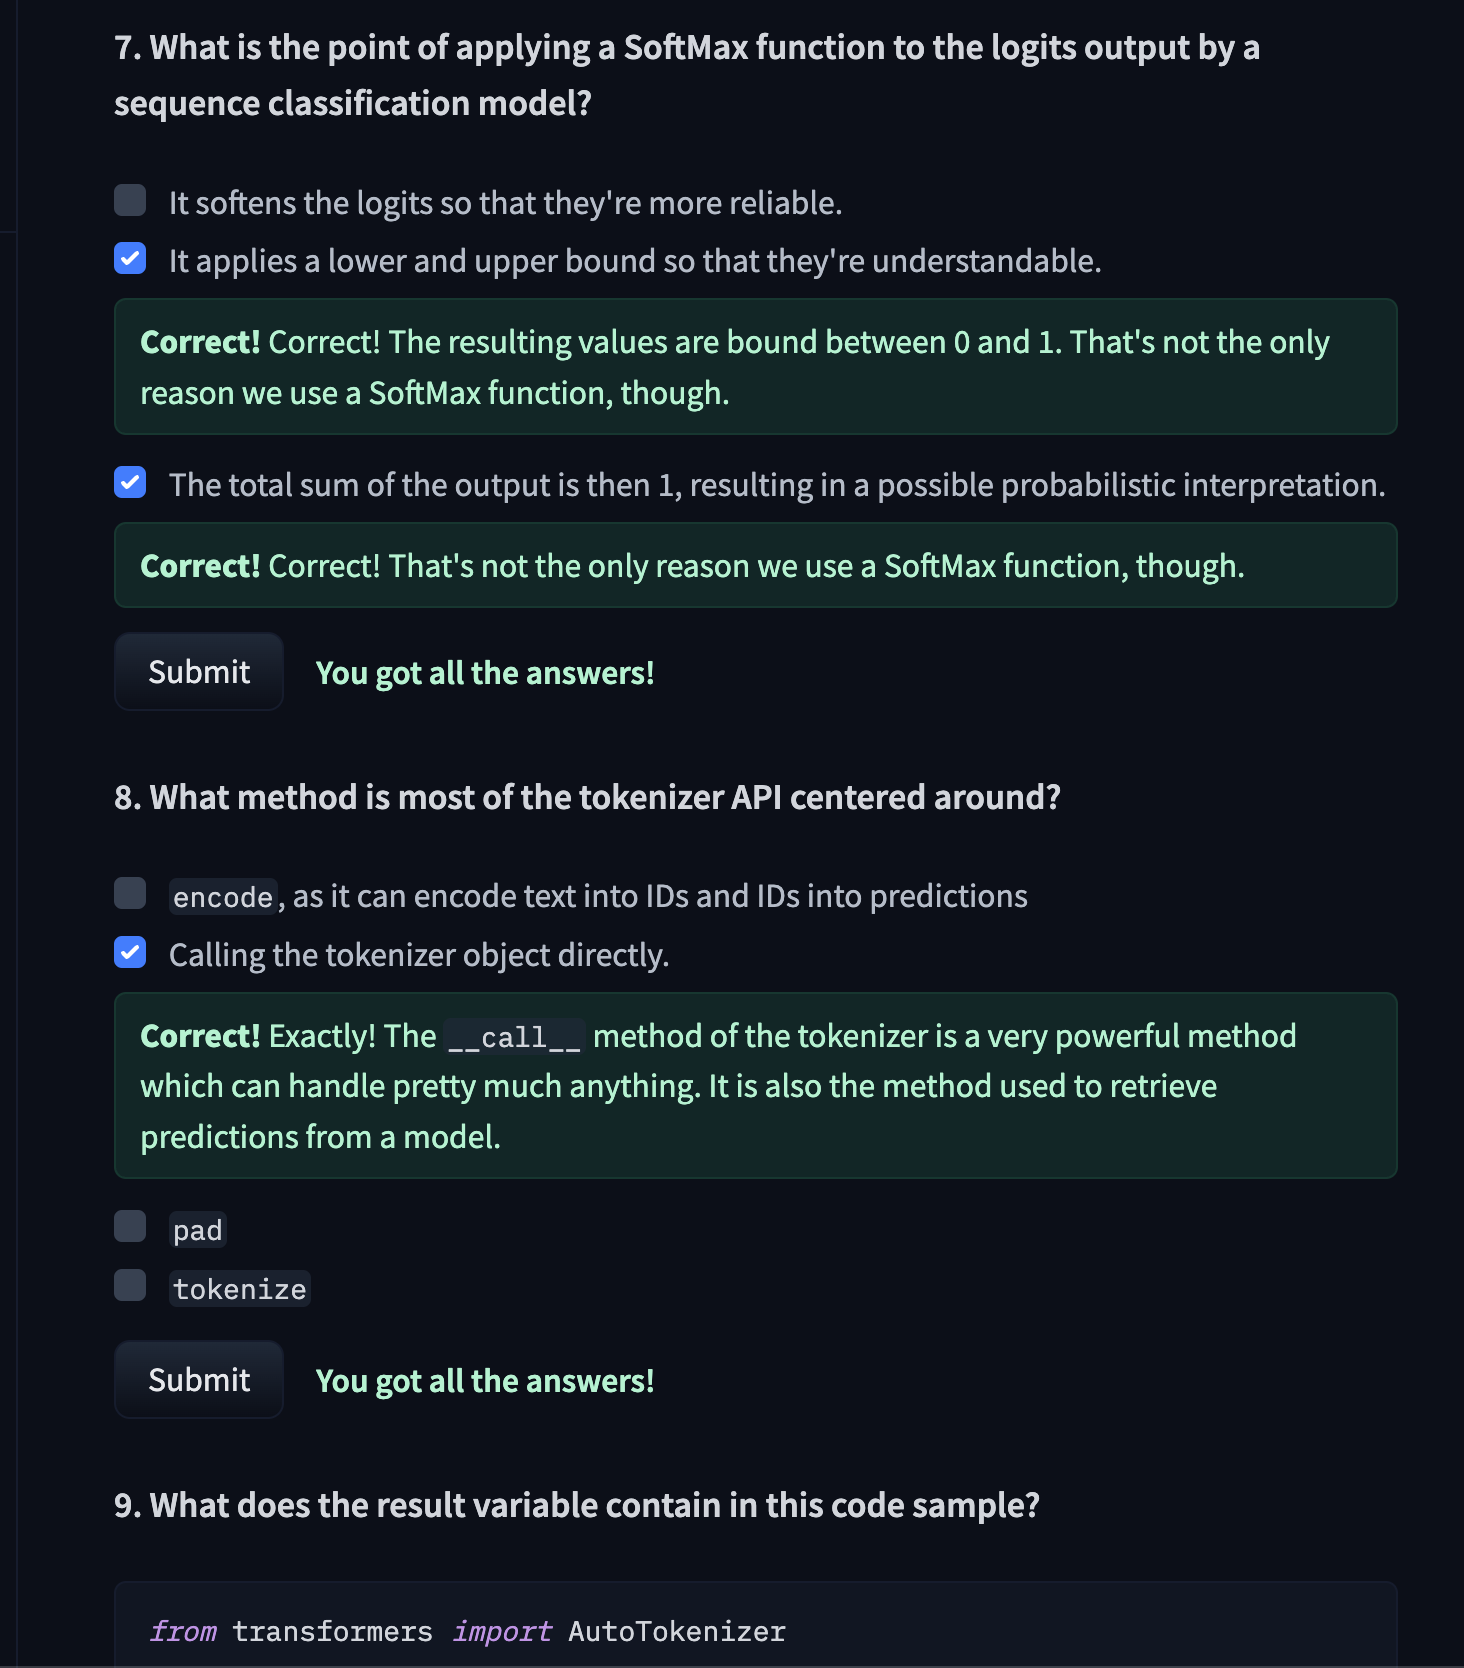 7. What is the point of applying a SoftMax function to the logits output by a
sequence classification model?
It softens the logits so that they're more reliable.
It applies a lower and upper bound so that they're understandable.
Correct! Correct! The resulting values are bound between 0 and 1. That's not the only
reason we use a SoftMax function, though.
The total sum of the output is then 1, resulting in a possible probabilistic interpretation.
Correct! Correct! That's not the only reason we use a SoftMax function, though.
Submit You got all the answers!
8. What method is most of the tokenizer API centered around?
encode, as it can encode text into IDs and IDs into predictions
Calling the tokenizer object directly.
Correct! Exactly! The __call__ method of the tokenizer is a very powerful method
which can handle pretty much anything. It is also the method used to retrieve
predictions from a model.
pad
tokenize
Submit You got all the answers!
9. What does the result variable contain in this code sample?
from transformers import AutoTokenizer